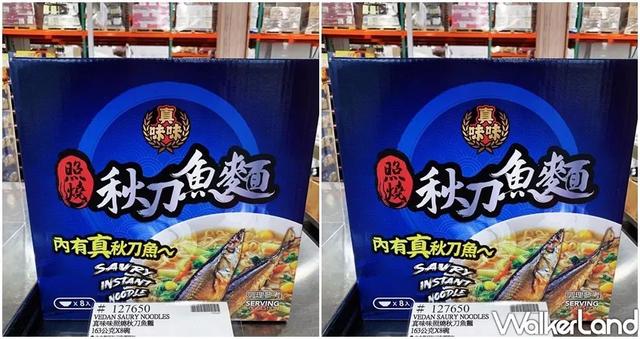 真
味味
照燒
秋刀魚麵
內有真秋刀魚~
SAURY
INSTANT
NOODLE
調理參考
SERVING
x 8入
# 127650
VEDAN SAURY NOODLES
真味味照燒秋刀魚麵
163公克X8碗
真
味味
照燒
秋刀魚麵
內有真秋刀魚~
SAURY
INSTANT
NOODLE
調理參考
SERVING
x 8入
# 127650
VEDAN SAURY NOODLES
真味味照燒秋刀魚麵
163公克X8碗
WalkerLand